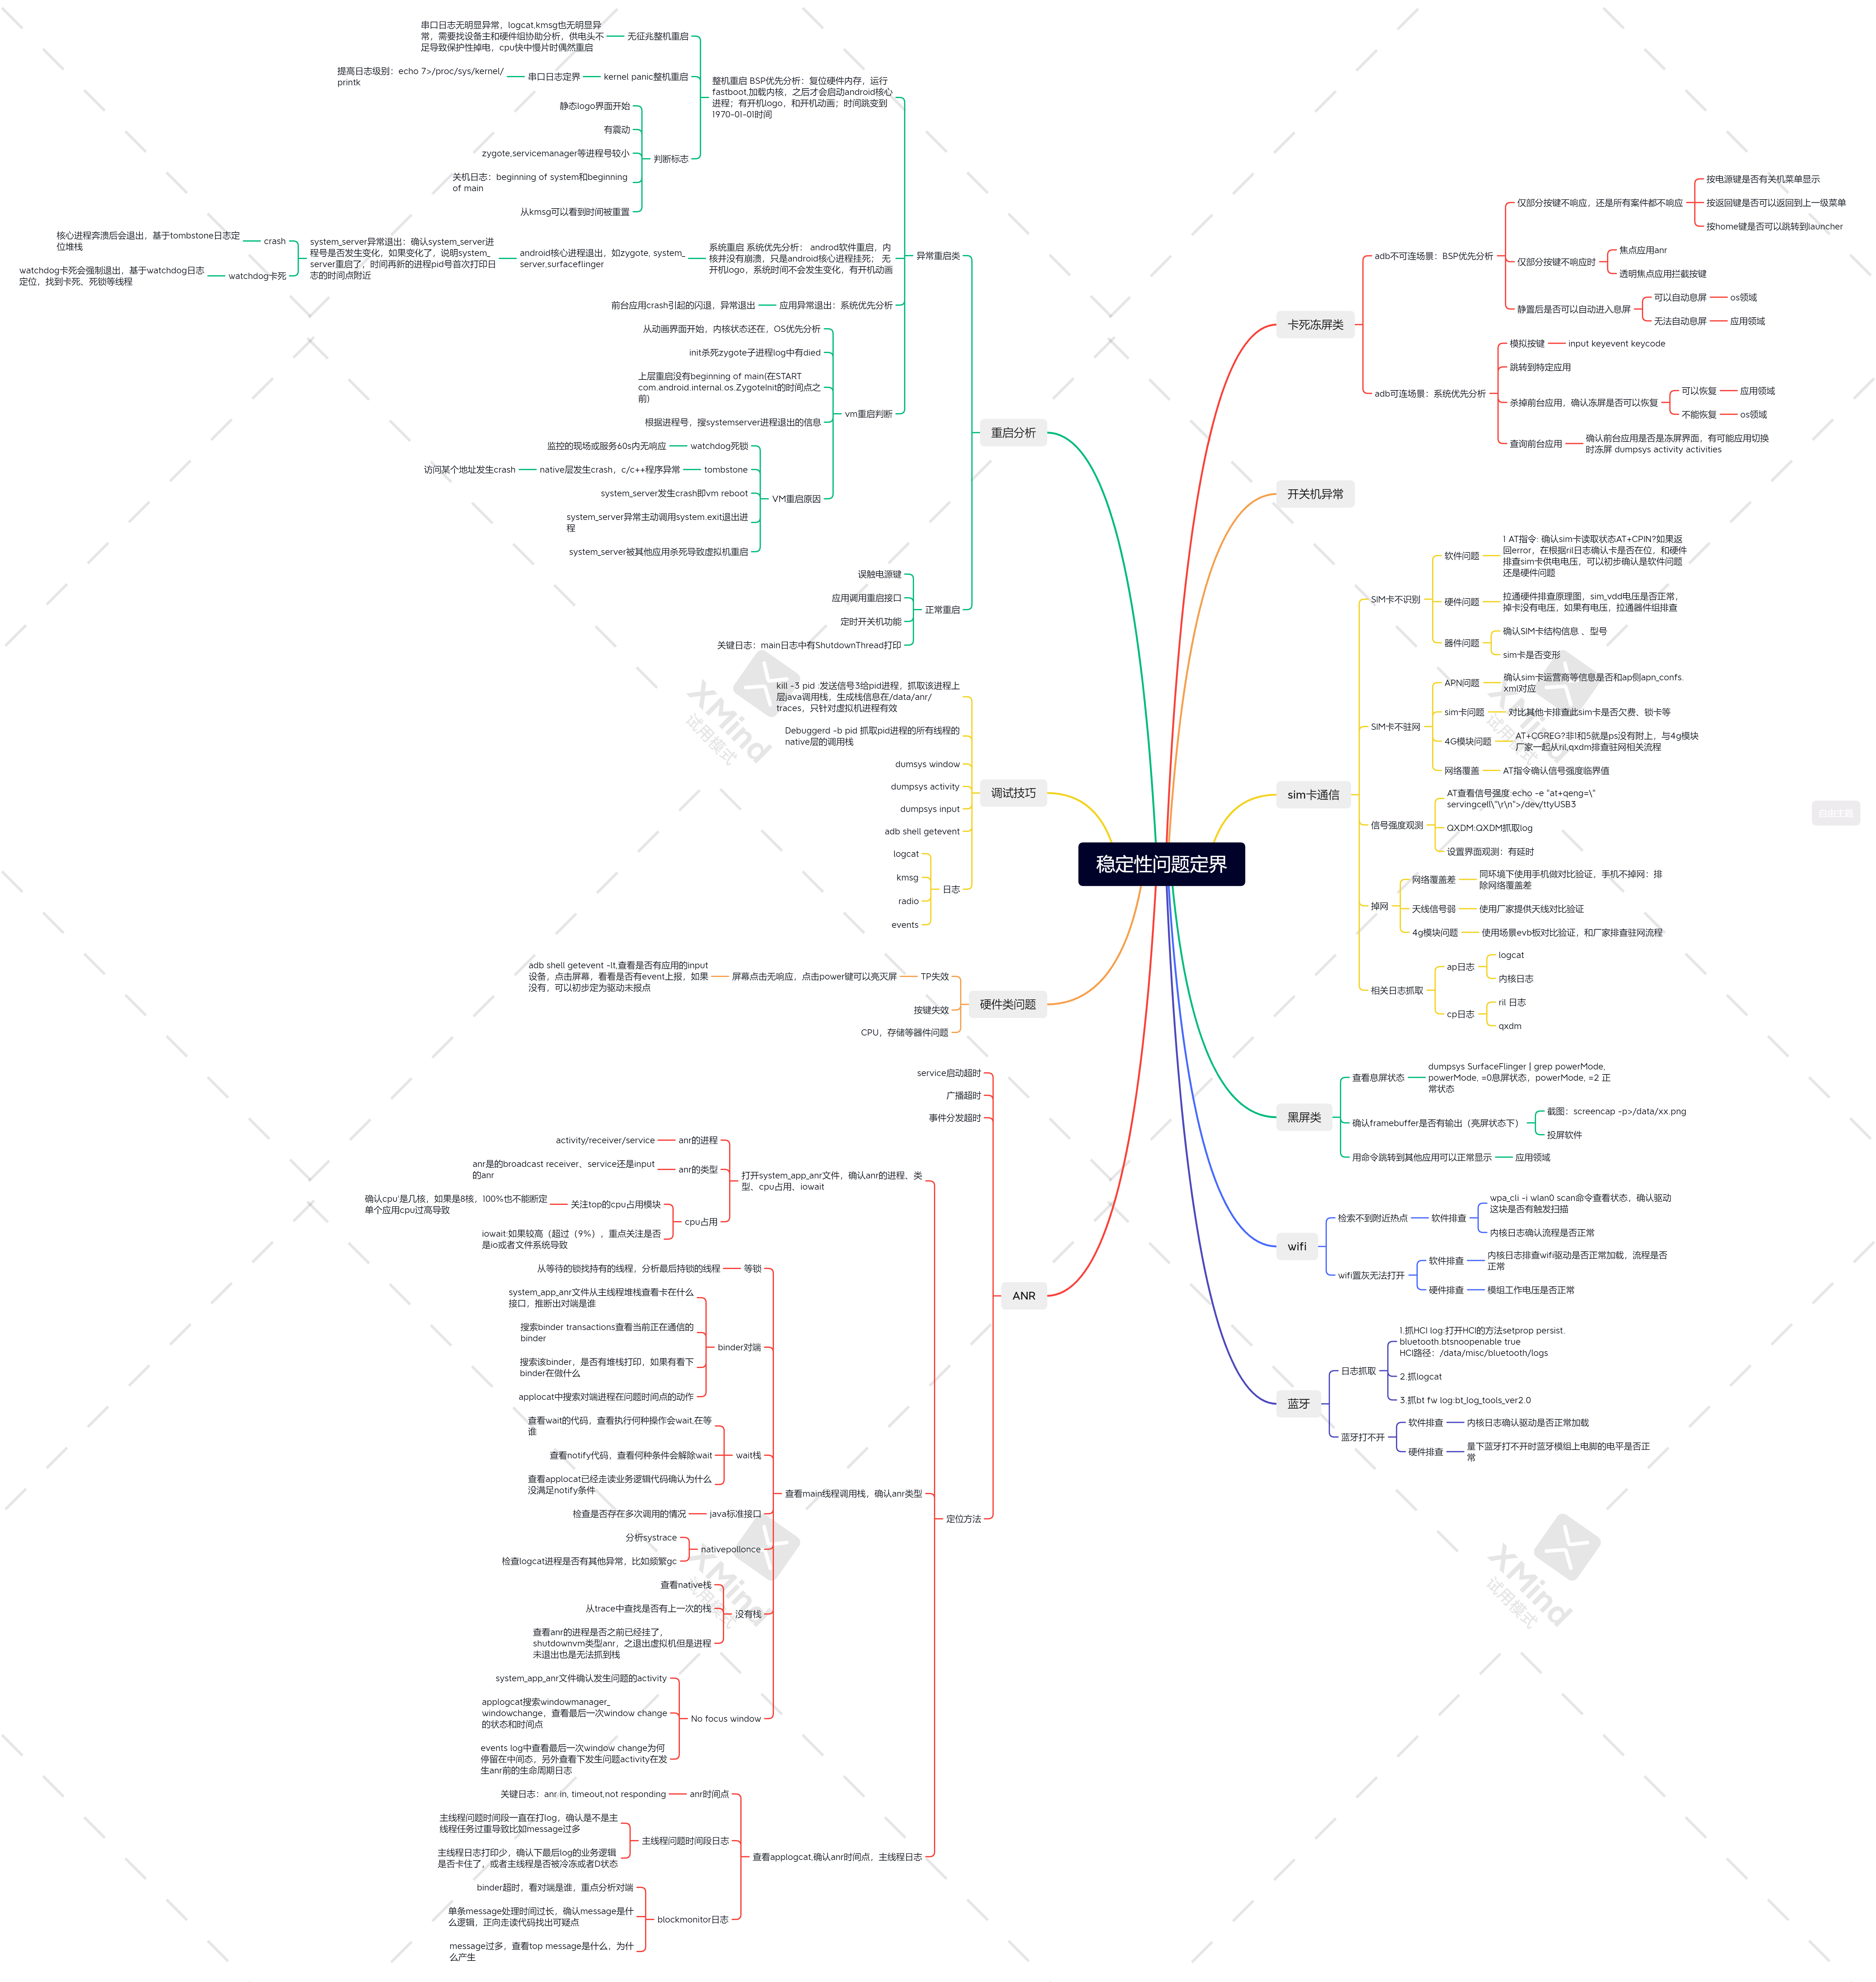 稳定性问题定界
卡死冻屏类
adb不可连场景：BSP优先分析
仅部分按键不响应，还是所有案件都不响应
按电源键是否有关机菜单显示
按返回键是否可以返回到上一级菜单
按home键是否可以跳转到launcher
仅部分按键不响应时
焦点应用anr
透明焦点应用拦截按键
静置后是否可以自动进入息屏
可以自动息屏
os领域
无法自动息屏
应用领域
adb可连场景：系统优先分析
模拟按键
input keyevent keycode
跳转到特定应用
杀掉前台应用，确认冻屏是否可以恢复
可以恢复
应用领域
不能恢复
os领域
查询前台应用
确认前台应用是否是冻屏界面，有可能应用切换
时冻屏 dumpsys activity activities
开关机异常
sim卡通信
SIM卡不识别
软件问题
1 AT指令: 确认sim卡读取状态AT+CPIN?如果返
回error，在根据ril日志确认卡是否在位，和硬件
排查sim卡供电电压，可以初步确认是软件问题
还是硬件问题
硬件问题
拉通硬件排查原理图，sim_vdd电压是否正常，
掉卡没有电压，如果有电压，拉通器件组排查
器件问题
确认SIM卡结构信息 、型号
sim卡是否变形
SIM卡不驻网
APN问题
确认sim卡运营商等信息是否和ap侧apn_confs.
xml对应
sim卡问题
对比其他卡排查此sim卡是否欠费、锁卡等
4G模块问题
AT+CGREG?非1和5就是ps没有附上，与4g模块
厂家一起从ril,qxdm排查驻网相关流程
网络覆盖
AT指令确认信号强度临界值
信号强度观测
AT查看信号强度:echo -e "at+qeng=\"
servingcell\"\r\n">/dev/ttyUSB3
QXDM:QXDM抓取log
设置界面观测：有延时
掉网
网络覆盖差
同环境下使用手机做对比验证，手机不掉网：排
除网络覆盖差
天线信号弱
使用厂家提供天线对比验证
4g模块问题
使用场景evb板对比验证，和厂家排查驻网流程
相关日志抓取
ap日志
logcat
内核日志
cp日志
ril 日志
qxdm
自由主题
黑屏类
查看息屏状态
dumpsys SurfaceFlinger | grep powerMode,
powerMode, =0息屏状态，powerMode, =2 正
常状态
确认framebuffer是否有输出（亮屏状态下）
截图：screencap -p>/data/xx.png
投屏软件
用命令跳转到其他应用可以正常显示
应用领域
wifi
检索不到附近热点
软件排查
wpa_cli -i wlan0 scan命令查看状态，确认驱动
这块是否有触发扫描
内核日志确认流程是否正常
wifi置灰无法打开
软件排查
内核日志排查wifi驱动是否正常加载，流程是否
正常
硬件排查
模组工作电压是否正常
蓝牙
日志抓取
1.抓HCI log:打开HCI的方法setprop persist.
bluetooth.btsnoopenable true
HCI路径：/data/misc/bluetooth/logs
2.抓logcat
3.抓bt fw log:bt_log_tools_ver2.0
蓝牙打不开
软件排查
内核日志确认驱动是否正常加载
硬件排查
量下蓝牙打不开时蓝牙模组上电脚的电平是否正
常
重启分析
异常重启类
整机重启 BSP优先分析：复位硬件内存，运行
fastboot,加载内核，之后才会启动android核心
进程；有开机logo，和开机动画；时间跳变到
1970-01-01时间
无征兆整机重启
串口日志无明显异常，logcat,kmsg也无明显异
常，需要找设备主和硬件组协助分析，供电头不
足导致保护性掉电，cpu快中慢片时偶然重启
kernel panic整机重启
串口日志定界
提高日志级别：echo 7>/proc/sys/kernel/
printk
判断标志
静态logo界面开始
有震动
zygote,servicemanager等进程号较小
关机日志：beginning of system和beginning
of main
从kmsg可以看到时间被重置
系统重启 系统优先分析： androd软件重启，内
核并没有崩溃，只是android核心进程挂死； 无
开机logo，系统时间不会发生变化，有开机动画
android核心进程退出，如zygote, system_
server,surfaceflinger
system_server异常退出：确认system_server进
程号是否发生变化，如果变化了，说明system_
server重启了，时间再新的进程pid号首次打印日
志的时间点附近
crash
核心进程奔溃后会退出，基于tombstone日志定
位堆栈
watchdog卡死
watchdog卡死会强制退出，基于watchdog日志
定位，找到卡死、死锁等线程
应用异常退出：系统优先分析
前台应用crash引起的闪退，异常退出
vm重启判断
从动画界面开始，内核状态还在，OS优先分析
init杀死zygote子进程log中有died
上层重启没有beginning of main(在START
com.android.internal.os.ZygoteInit的时间点之
前)
根据进程号，搜systemserver进程退出的信息
VM重启原因
watchdog死锁
监控的现场或服务60s内无响应
tombstone
native层发生crash，c/c++程序异常
访问某个地址发生crash
system_server发生crash即vm reboot
system_server异常主动调用system.exit退出进
程
system_server被其他应用杀死导致虚拟机重启
正常重启
误触电源键
应用调用重启接口
定时开关机功能
关键日志：main日志中有ShutdownThread打印
调试技巧
kill -3 pid :发送信号3给pid进程，抓取该进程上
层java调用栈，生成栈信息在/data/anr/
traces，只针对虚拟机进程有效
Debuggerd -b pid 抓取pid进程的所有线程的
native层的调用栈
dumsys window
dumpsys activity
dumpsys input
adb shell getevent
日志
logcat
kmsg
radio
events
硬件类问题
TP失效
屏幕点击无响应，点击power键可以亮灭屏
adb shell getevent -lt,查看是否有应用的input
设备，点击屏幕，看看是否有event上报，如果
没有，可以初步定为驱动未报点
按键失效
CPU，存储等器件问题
ANR
service启动超时
广播超时
事件分发超时
定位方法
打开system_app_anr文件，确认anr的进程、类
型、cpu占用、iowait
anr的进程
activity/receiver/service
anr的类型
anr是的broadcast receiver、service还是input
的anr
cpu占用
关注top的cpu占用模块
确认cpu'是几核，如果是8核，100%也不能断定
单个应用cpu过高导致
iowait:如果较高（超过（9%），重点关注是否
是io或者文件系统导致
查看main线程调用栈，确认anr类型
等锁
从等待的锁找持有的线程，分析最后持锁的线程
binder对端
system_app_anr文件从主线程堆栈查看卡在什么
接口，推断出对端是谁
搜索binder transactions查看当前正在通信的
binder
搜索该binder，是否有堆栈打印，如果有看下
binder在做什么
applocat中搜索对端进程在问题时间点的动作
wait栈
查看wait的代码，查看执行何种操作会wait,在等
谁
查看notify代码，查看何种条件会解除wait
查看applocat已经走读业务逻辑代码确认为什么
没满足notify条件
java标准接口
检查是否存在多次调用的情况
nativepollonce
分析systrace
检查logcat进程是否有其他异常，比如频繁gc
没有栈
查看native栈
从trace中查找是否有上一次的栈
查看anr的进程是否之前已经挂了，
shutdownvm类型anr，之退出虚拟机但是进程
未退出也是无法抓到栈
No focus window
system_app_anr文件确认发生问题的activity
applogcat搜索windowmanager_
windowchange，查看最后一次window change
的状态和时间点
events log中查看最后一次window change为何
停留在中间态，另外查看下发生问题activity在发
生anr前的生命周期日志
查看applogcat,确认anr时间点，主线程日志
anr时间点
关键日志：anr in, timeout,not responding
主线程问题时间段日志
主线程问题时间段一直在打log，确认是不是主
线程任务过重导致比如message过多
主线程日志打印少，确认下最后log的业务逻辑
是否卡住了，或者主线程是否被冷冻或者D状态
blockmonitor日志
binder超时，看对端是谁，重点分析对端
单条message处理时间过长，确认message是什
么逻辑，正向走读代码找出可疑点
message过多，查看top message是什么，为什
么产生
XMind
试用模式
XMind
试用模式
XMind
试用模式
XMind
试用模式